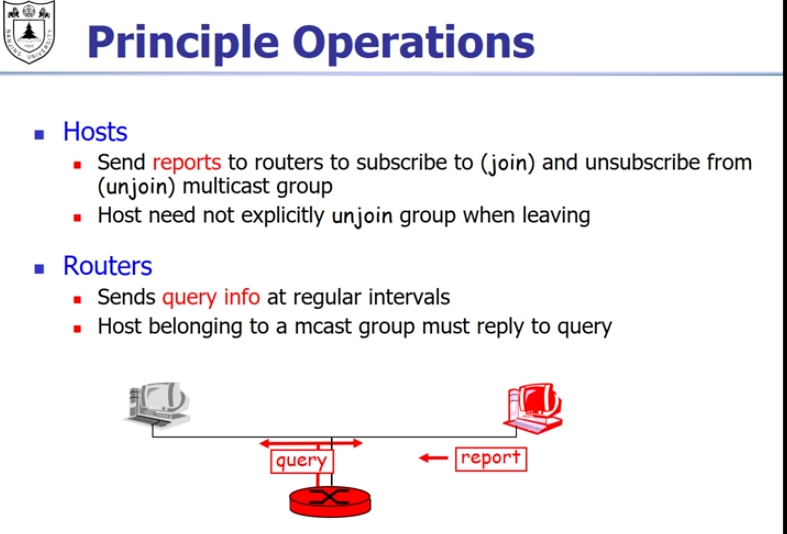 Principle Operations
Hosts
Send reports to routers to subscribe to (join) and unsubscribe from
(unjoin) multicast group
Host need not explicitly unjoin group when leaving
Routers
Sends query info at regular intervals
Host belonging to a mcast group must reply to query
query
report